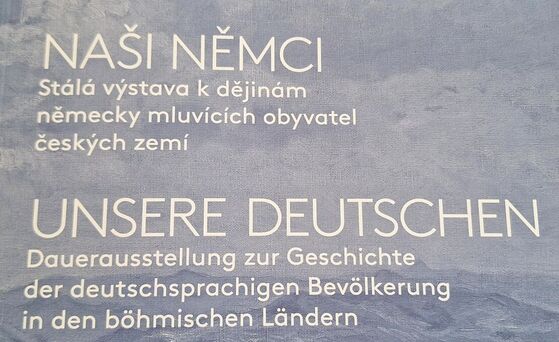 NAŠI NĚMCI
Stálá výstava k dějinám
německy mluvících obyvatel
českých zemí
UNSERE DEUTSCHEN
Dauerausstellung zur Geschichte
der deutschsprachigen Bevölkerung
in den böhmischen Ländern